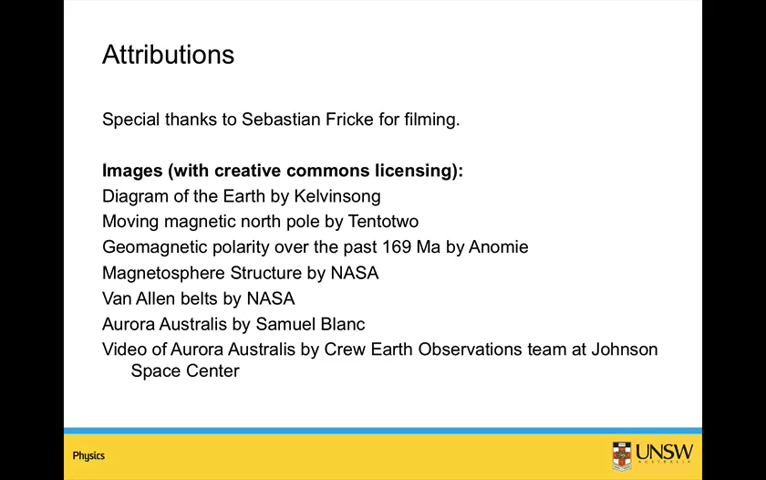 Attributions
Special thanks to Sebastian Fricke for filming.
Images (with creative commons licensing):
Diagram of the Earth by Kelvinsong
Moving magnetic north pole by Tentotwo
Geomagnetic polarity over the past 169 Ma by Anomie
Magnetosphere Structure by NASA
Van Allen belts by NASA
Aurora Australis by Samuel Blanc
Video of Aurora Australis by Crew Earth Observations team at Johnson
Space Center
Physics
UNSW
AUSTRALIA